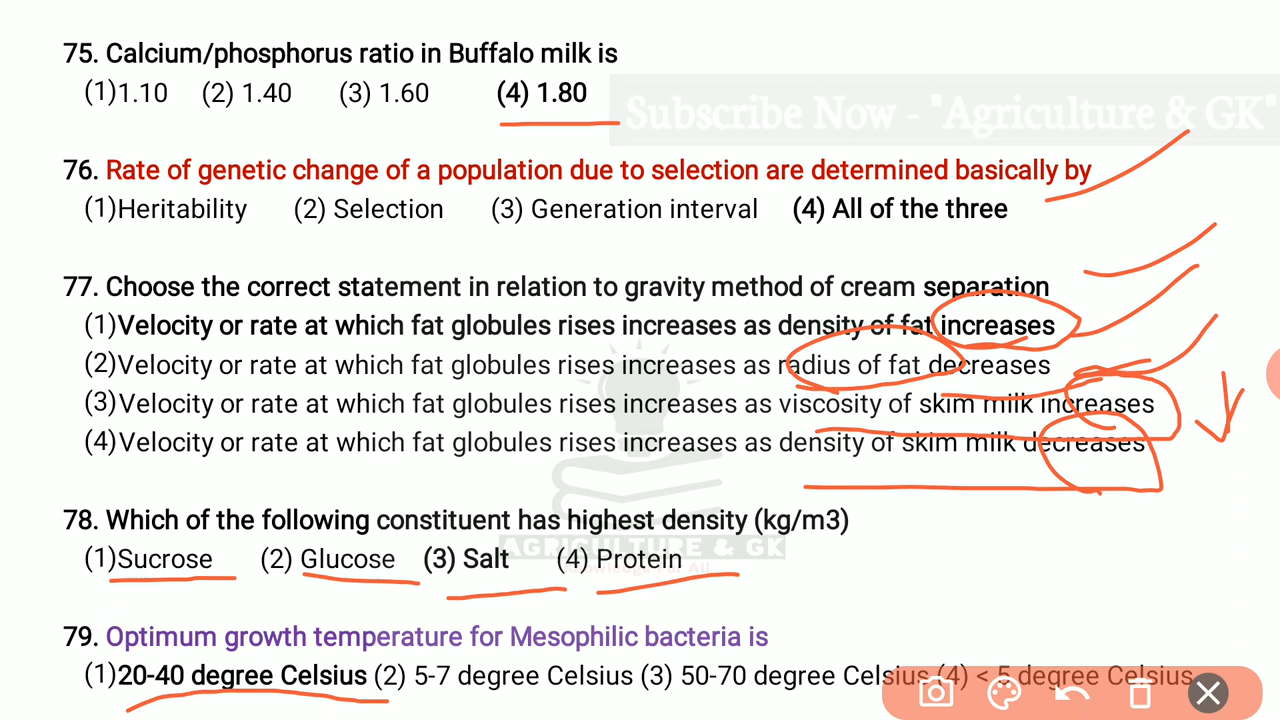 75. Calcium/phosphorus ratio in Buffalo milk is
(1)1.10 (2) 1.40 (3) 1.60 (4) 1.80
Subscribe Now - "Agriculture & GK"
76. Rate of genetic change of a population due to selection are determined basically by
(1)Heritability (2) Selection (3) Generation interval (4) All of the three
77. Choose the correct statement in relation to gravity method of cream separation
(1)Velocity or rate at which fat globules rises increases as density of fat increases
(2)Velocity or rate at which fat globules rises increases as radius of fat decreases
(3)Velocity or rate at which fat globules rises increases as viscosity of skim milk increases
(4)Velocity or rate at which fat globules rises increases as density of skim milk decreases
78. Which of the following constituent has highest density (kg/m3)
AGRICULTURE & GK
(1)Sucrose (2) Glucose (3) Salt (4) Protein
79. Optimum growth temperature for Mesophilic bacteria is
(1)20-40 degree Celsius (2) 5-7 degree Celsius (3) 50-70 degree Celsius (4) < 5 degree Celsius